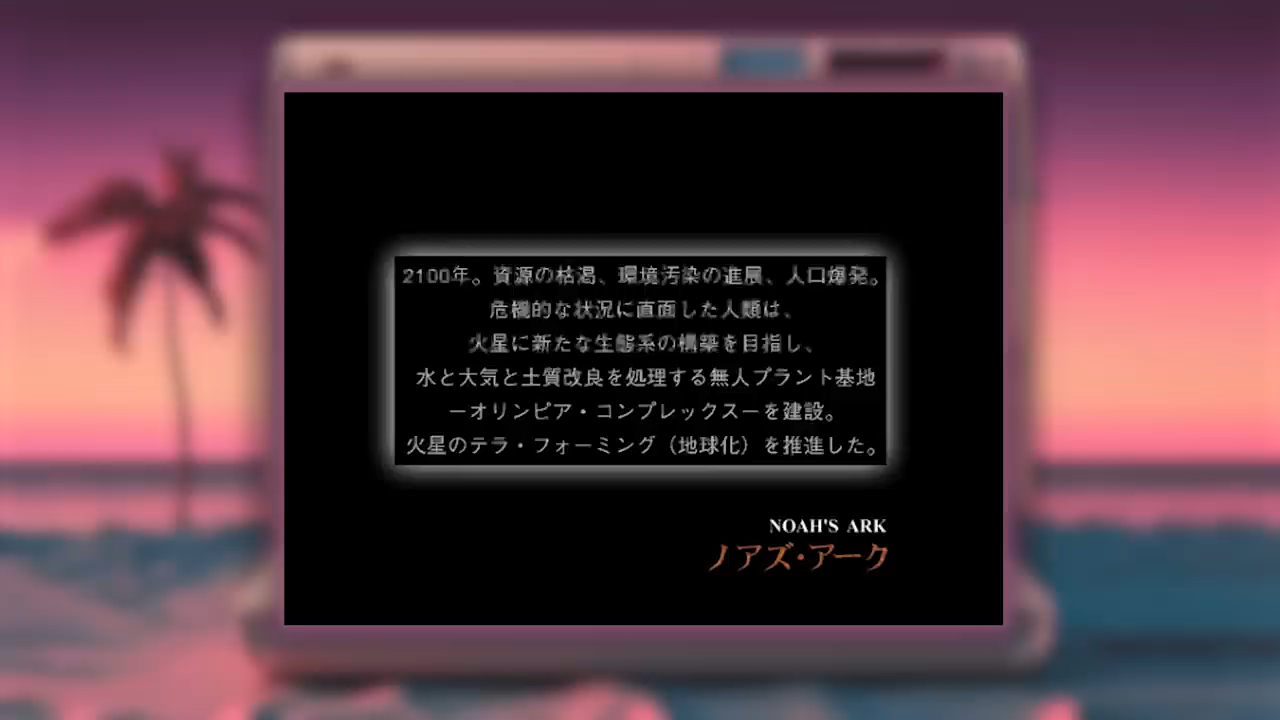 2100年。資源の枯渇、環境汚染の進展、人口爆発。
危機的な状況に直面した人類は、
火星に新たな生態系の構築を目指し、
水と大気と土質改良を処理する無人プラント基地
－オリンピア・コンプレックス－を建設。
火星のテラ・フォーミング（地球化）を推進した。
NOAH'S ARK
ノアズ・アーク